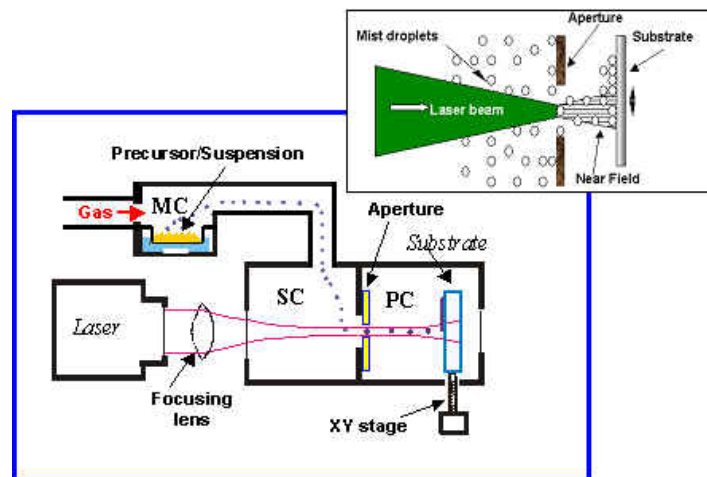 Aperture
Substrate
Mist droplets
Laser beam
Near Field
Precursor/Suspension
Gas
MC
Aperture
Substrate
SC
PC
Laser
Focusing
lens
XY stage